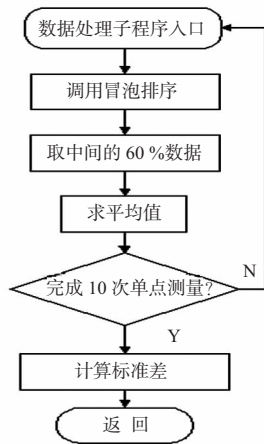 数据处理子程序入口
调用冒泡排序
取中间的 60 %数据
求平均值
完成 10 次单点测量?
N
Y
计算标准差
返 回